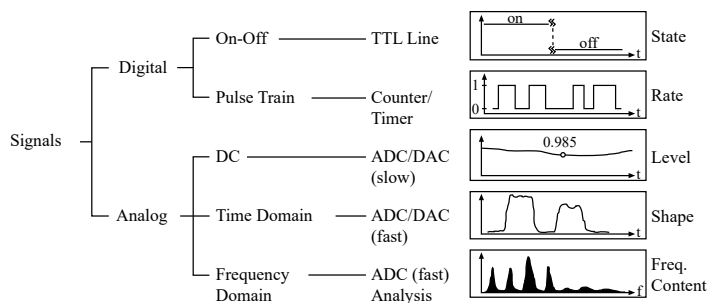 on
On-Off
TTL Line
State
off
t
Digital
1
Pulse Train
Counter/
Timer
Rate
0
t
Signals
0.985
DC
ADC/DAC
(slow)
Level
t
Analog
Time Domain
ADC/DAC
(fast)
Shape
t
Frequency
Domain
ADC (fast)
Analysis
Freq.
Content
f